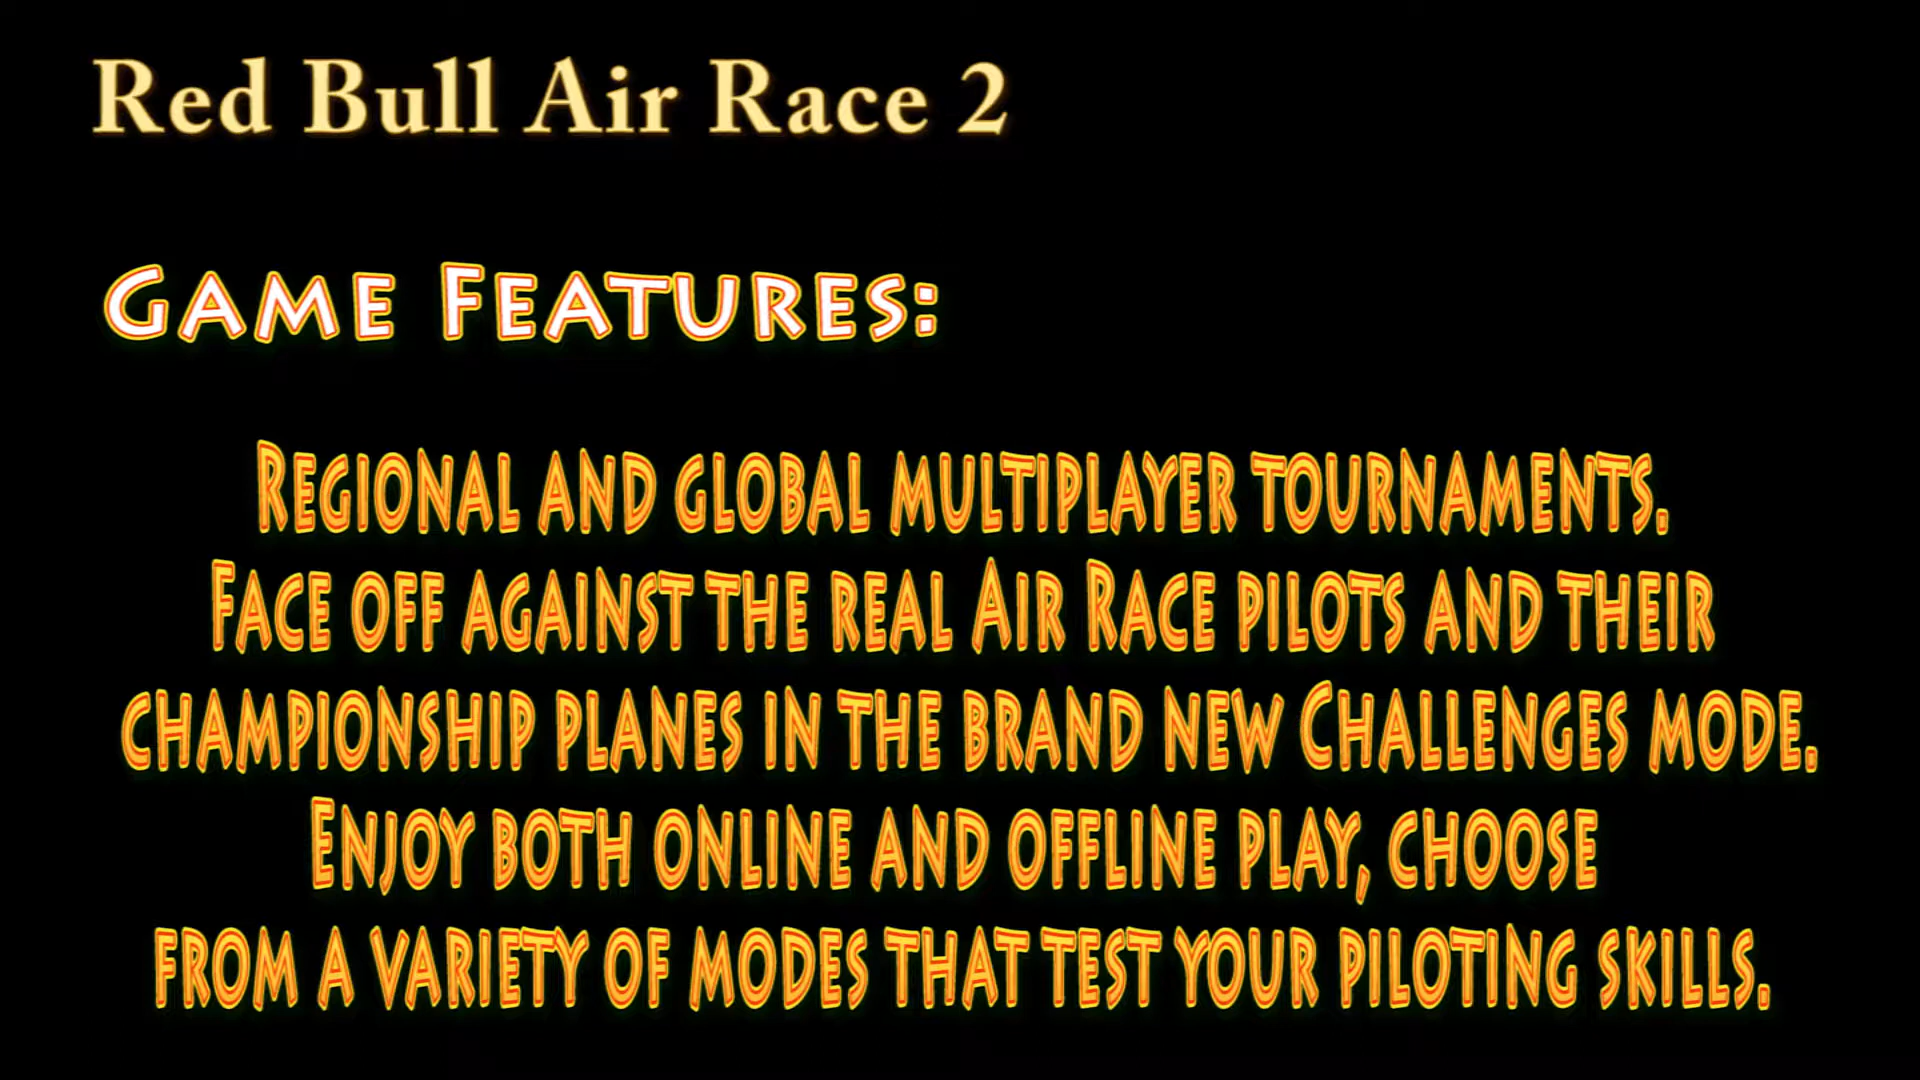 Red Bull Air Race 2
Game Features:
Regional and global multiplayer tournaments.
Face off against the real Air Race pilots and their
championship planes in the brand new Challenges mode.
Enjoy both online and offline play, choose
from a variety of modes that test your piloting skills.